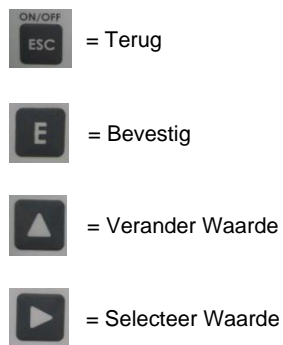 ON/OFF
ESC = Terug
E = Bevestig
= Verander Waarde
= Selecteer Waarde